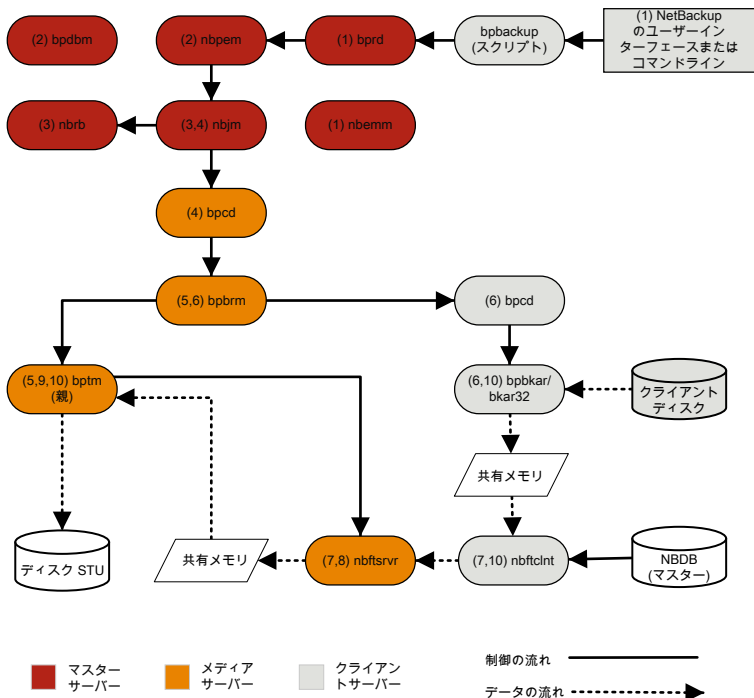 (2) bpdbm
(2) nbpem
(1) bprd
bpbackup
(スクリプト)
(1) NetBackup
のユーザーイン
ターフェースまたは
コマンドライン
(3) nbrb
(3,4) nbjm
(1) nbemm
(4) bpcd
(5,6) bpbrm
(6) bpcd
(5,9,10) bptm
(親)
(6,10) bpbkar/
bkar32
クライアント
ディスク
共有メモリ
ディスク STU
共有メモリ
(7,8) nbftsrvr
(7,10) nbftclnt
NBDB
(マスター)
マスター
サーバー
メディア
サーバー
クライアン
トサーバー
制御の流れ
データの流れ